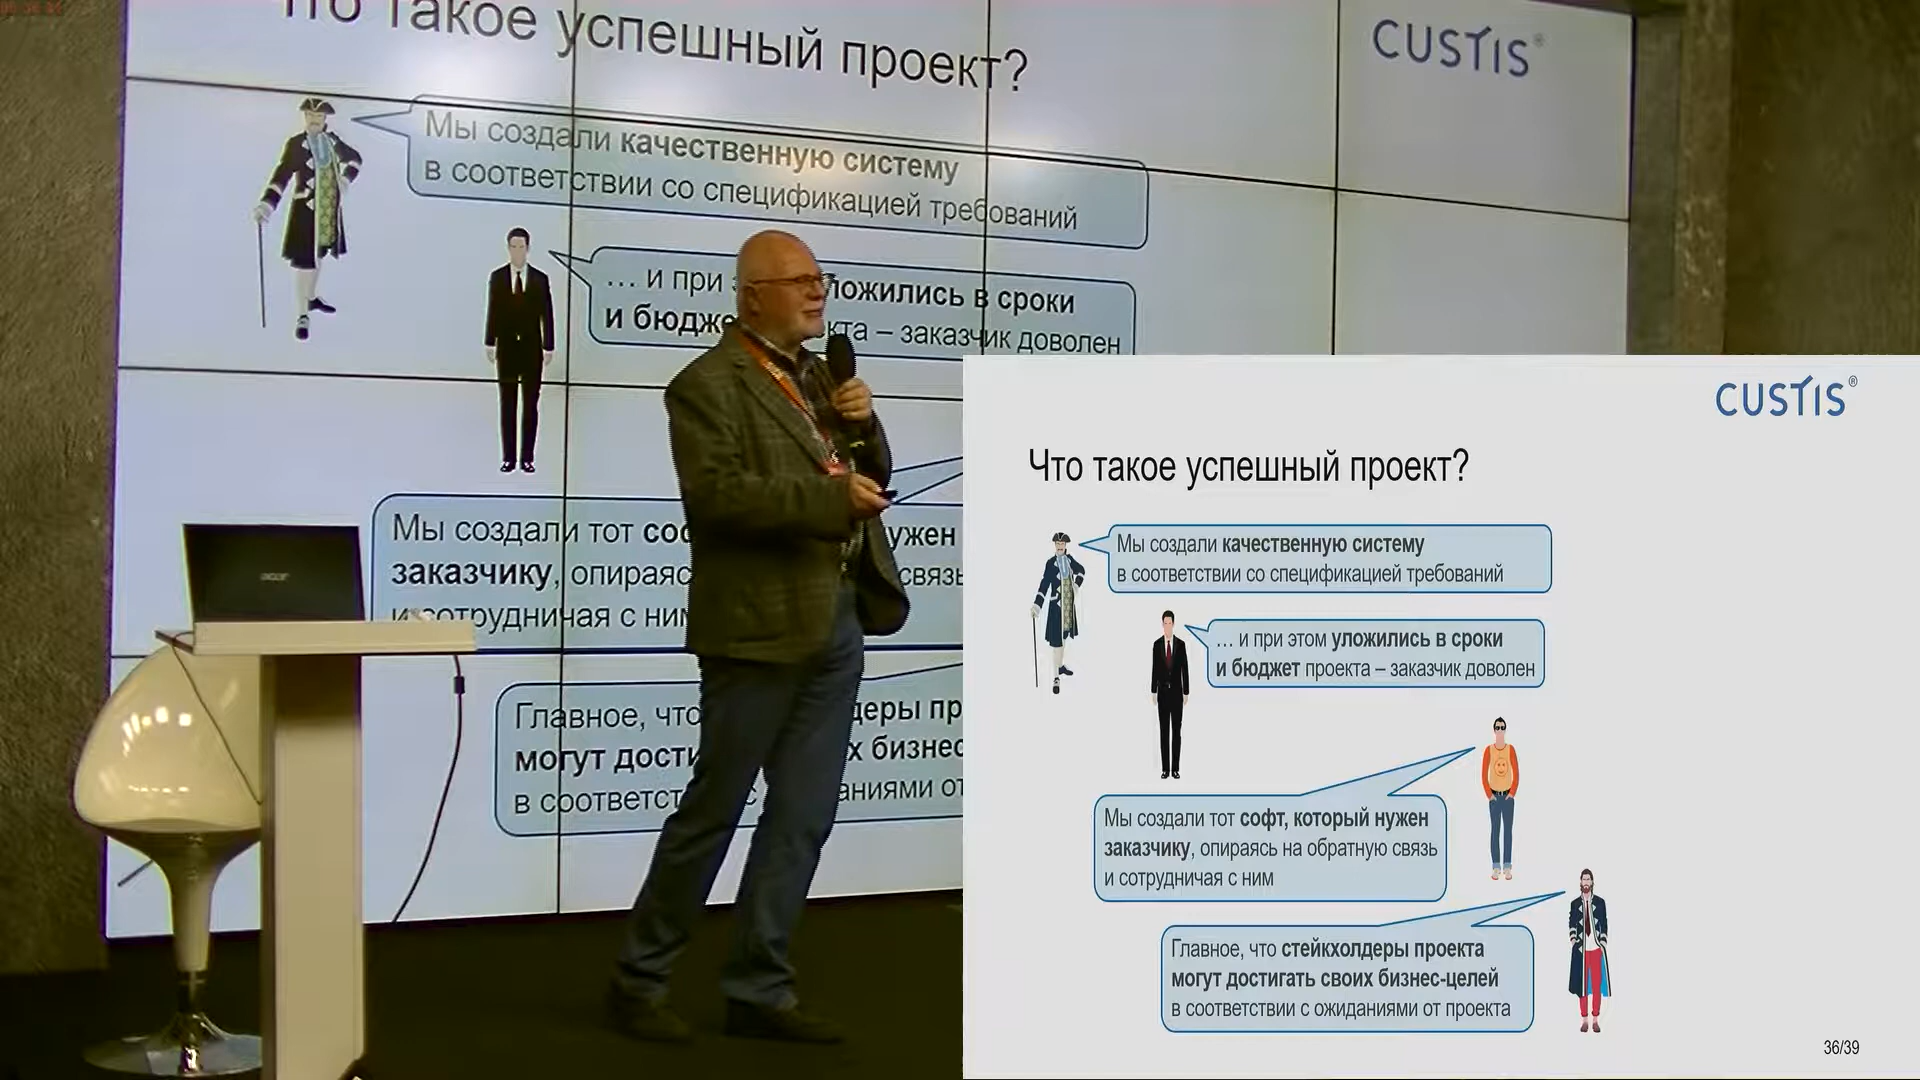 что такое успешный проект?
CUSTIS®
Мы создали качественную систему
в соответствии со спецификацией требований
… и при уложились в сроки
и бюдже кта – заказчик доволен
Мы создали тот соф ужен
заказчику, опираяс связь
и сотрудничая с ним
Главное, что деры пр
могут дости х бизнес
в соответст с аниями от
acer
CUSTIS®
Что такое успешный проект?
Мы создали качественную систему
в соответствии со спецификацией требований
… и при этом уложились в сроки
и бюджет проекта – заказчик доволен
Мы создали тот софт, который нужен
заказчику, опираясь на обратную связь
и сотрудничая с ним
Главное, что стейкхолдеры проекта
могут достигать своих бизнес-целей
в соответствии с ожиданиями от проекта
36/39